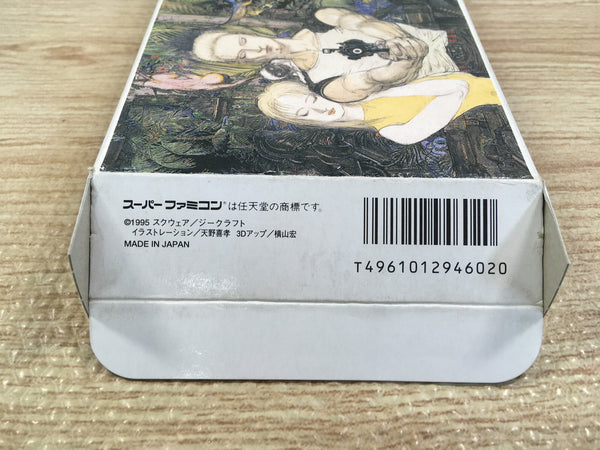 スーパーファミコン®は任天堂の商標です。
©1995 スクウェア／ジークラフト
イラストレーション／天野喜孝 3Dアップ／横山宏
MADE IN JAPAN
T4961012946020